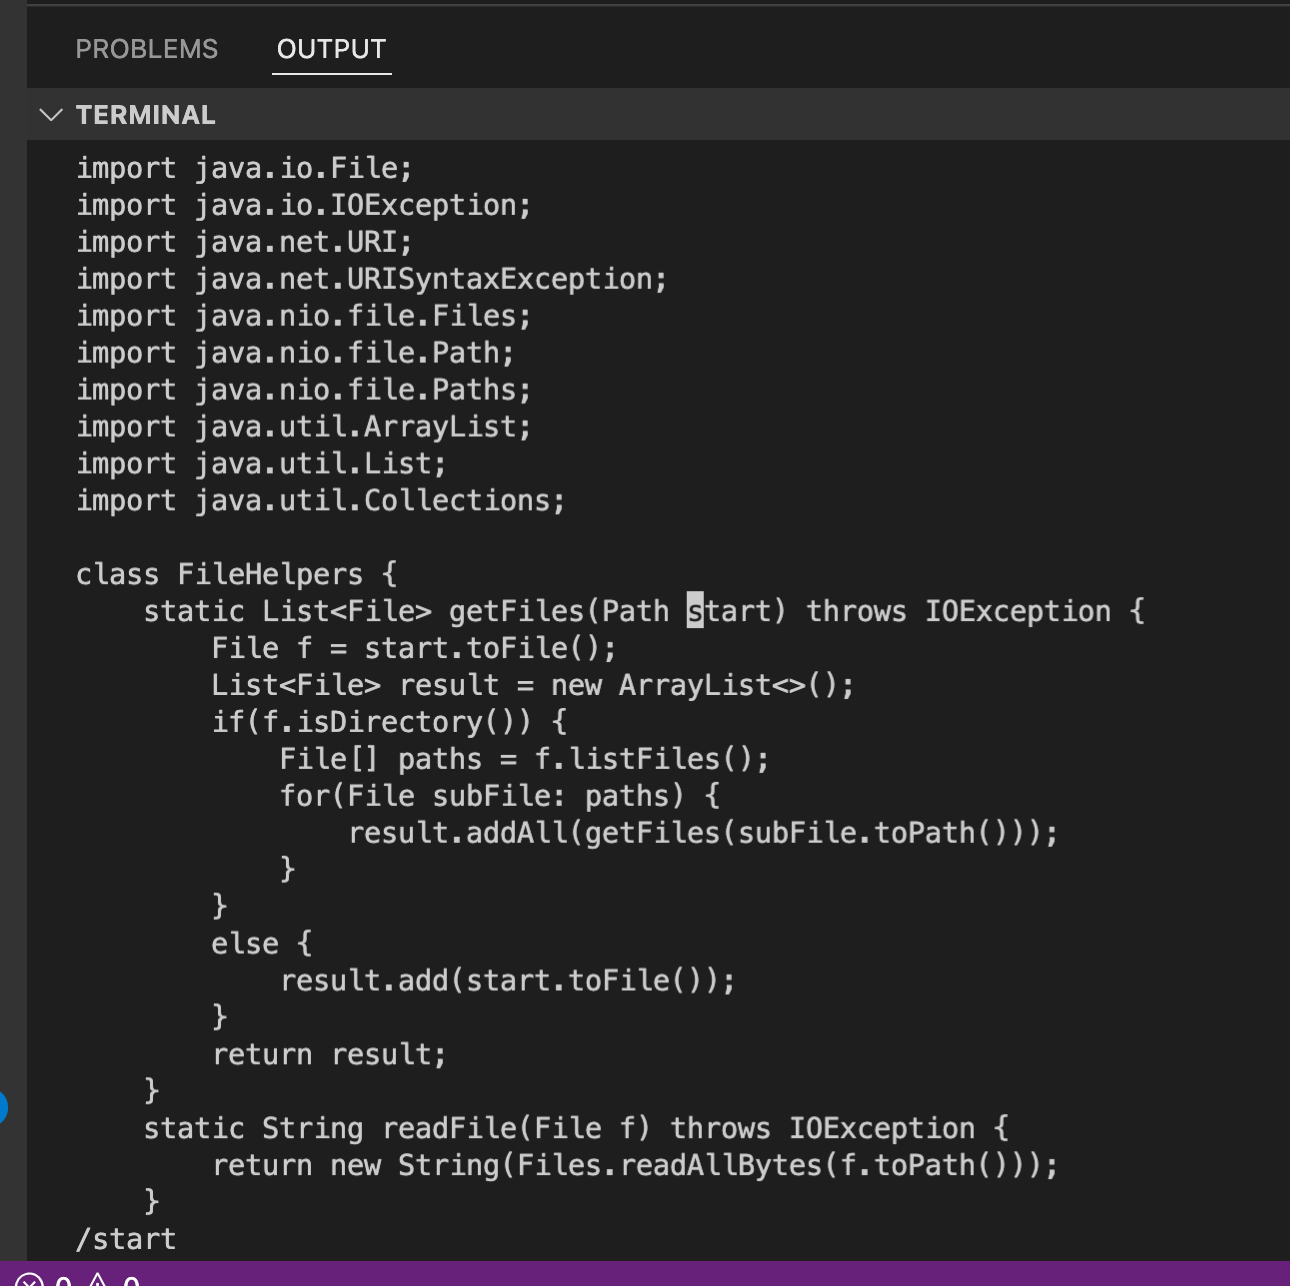 PROBLEMS OUTPUT
TERMINAL
import java.io.File;
import java.io.IOException;
import java.net.URI;
import java.net.URISyntaxException;
import java.nio.file.Files;
import java.nio.file.Path;
import java.nio.file.Paths;
import java.util.ArrayList;
import java.util.List;
import java.util.Collections;

class FileHelpers {
    static List<File> getFiles(Path start) throws IOException {
        File f = start.toFile();
        List<File> result = new ArrayList<>();
        if(f.isDirectory()) {
            File[] paths = f.listFiles();
            for(File subFile: paths) {
                result.addAll(getFiles(subFile.toPath()));
            }
        }
        else {
            result.add(start.toFile());
        }
        return result;
    }
    static String readFile(File f) throws IOException {
        return new String(Files.readAllBytes(f.toPath()));
    }
/start
0 0